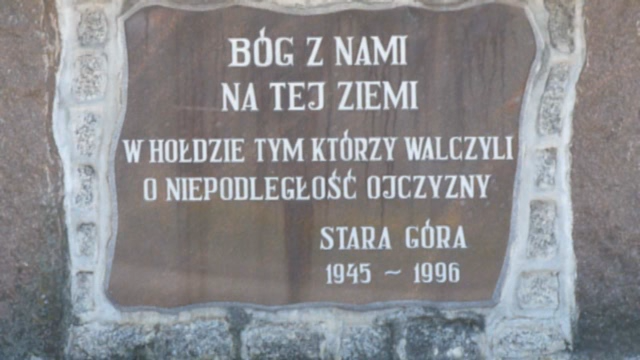 BÓG Z NAMI
NA TEJ ZIEMI
W HOŁDZIE TYM KTÓRZY WALCZYLI
O NIEPODLEGŁOŚĆ OJCZYZNY
STARA GÓRA
1945 ~ 1996